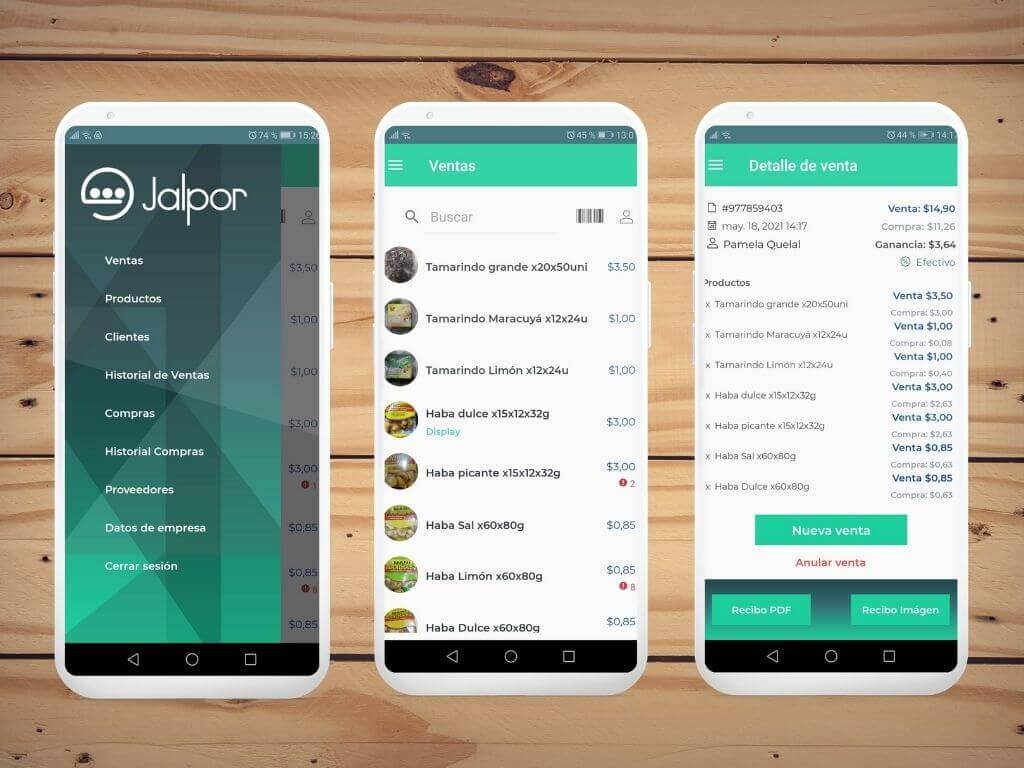 74 % 15:26
Jalpor
Ventas
Productos
Clientes
Historial de Ventas
Compras
Historial Compras
Proveedores
Datos de empresa
Cerrar sesión
$3,50
$1,00
$1,00
$3,00
$3,00
1
$0,85
$0,85
8
$0,85
45 % 13:0
Ventas
Buscar
Tamarindo grande x20x50uni $3,50
Tamarindo Maracuyá x12x24u $1,00
Tamarindo Limón x12x24u $1,00
Haba dulce x15x12x32g $3,00
Display
Haba picante x15x12x32g $3,00
2
Haba Sal x60x80g $0,85
Haba Limón x60x80g $0,85
8
Haba Dulce x60x80g $0,85
44 % 14:17
Detalle de venta
#977859403 Venta: $14,90
may. 18, 2021 14:17 Compra: $11,26
Pamela Quelal Ganancia: $3,64
Efectivo
Productos
x Tamarindo grande x20x50uni Venta $3,50
Compra: $3,00
x Tamarindo Maracuyá x12x24u Venta $1,00
Compra: $0,08
x Tamarindo Limón x12x24u Venta $1,00
Compra: $0,40
x Haba dulce x15x12x32g Venta $3,00
Compra: $2,63
x Haba picante x15x12x32g Venta $3,00
Compra: $2,63
x Haba Sal x60x80g Venta $0,85
Compra: $0,63
x Haba Dulce x60x80g Venta $0,85
Compra: $0,63
Nueva venta
Anular venta
Recibo PDF Recibo Imágen